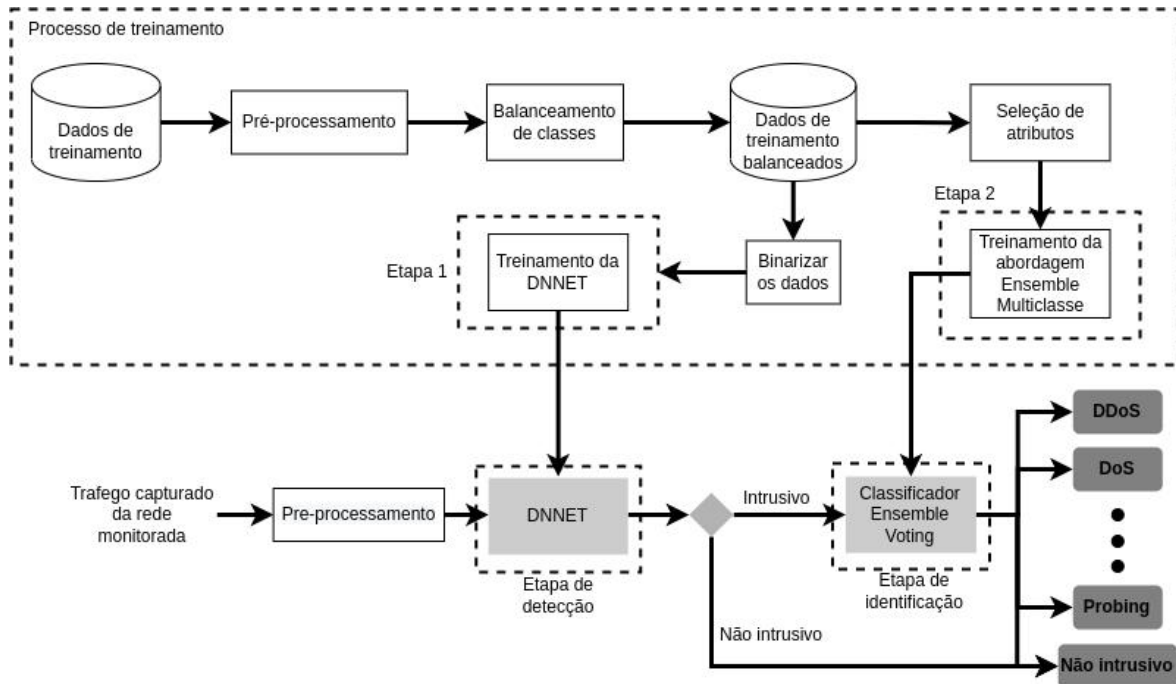 Processo de treinamento
Dados de
treinamento
Pré-processamento
Balanceamento
de classes
Dados de
treinamento
balanceados
Seleção de
atributos
Etapa 1
Treinamento da
DNNET
Binarizar
os dados
Etapa 2
Treinamento da
abordagem
Ensemble
Multiclasse
Trafego capturado
da rede
monitorada
Pre-processamento
DNNET
Etapa de
detecção
Intrusivo
Não intrusivo
Classificador
Ensemble
Voting
Etapa de
identificação
DDoS
DoS
Probing
Não intrusivo